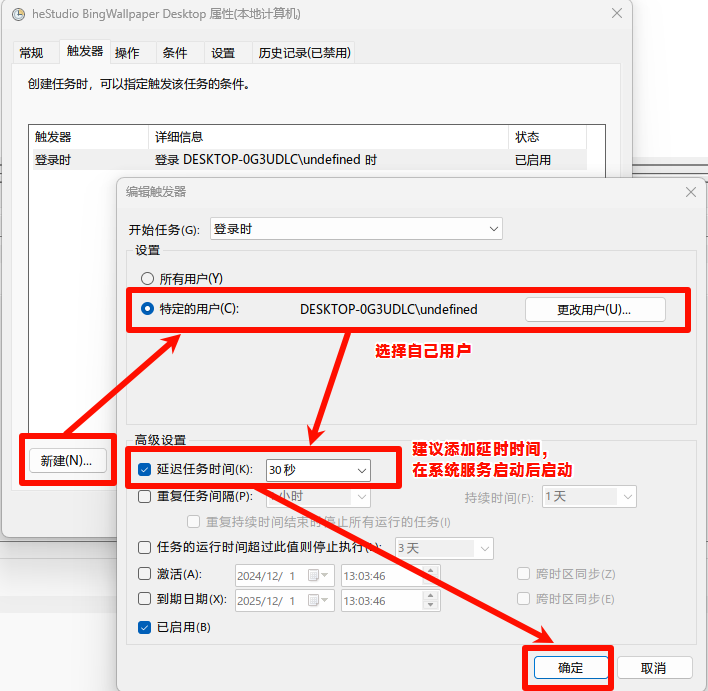 heStudio BingWallpaper Desktop 属性(本地计算机)
常规 触发器 操作 条件 设置 历史记录(已禁用)
创建任务时，可以指定触发该任务的条件。
触发器 详细信息 状态
登录时 登录 DESKTOP-0G3UDLC\undefined 时 已启用
编辑触发器
开始任务(G): 登录时
设置
所有用户(Y)
特定的用户(C): DESKTOP-0G3UDLC\undefined 更改用户(U)...
选择自己用户
新建(N)...
高级设置
建议添加延时时间，
在系统服务启动后启动
延迟任务时间(K): 30 秒
重复任务间隔(P): 小时 持续时间(F): 1 天
重复持续时间结束时停止所有运行的任务(I)
任务的运行时间超过此值则停止执行 3 天
激活(A): 2024/12/ 1 13:03:46 跨时区同步(Z)
到期日期(X): 2025/12/ 1 13:03:46 跨时区同步(E)
已启用(B)
确定 取消